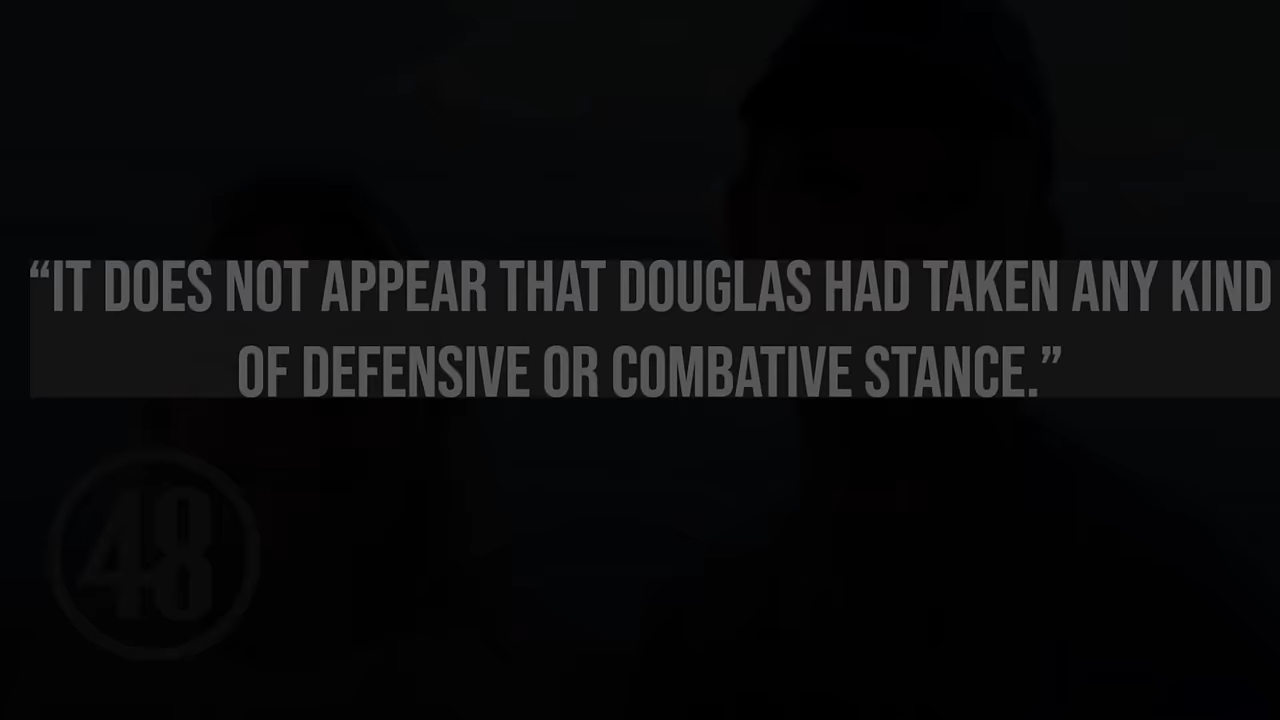 “IT DOES NOT APPEAR THAT DOUGLAS HAD TAKEN ANY KIND
OF DEFENSIVE OR COMBATIVE STANCE.”
48